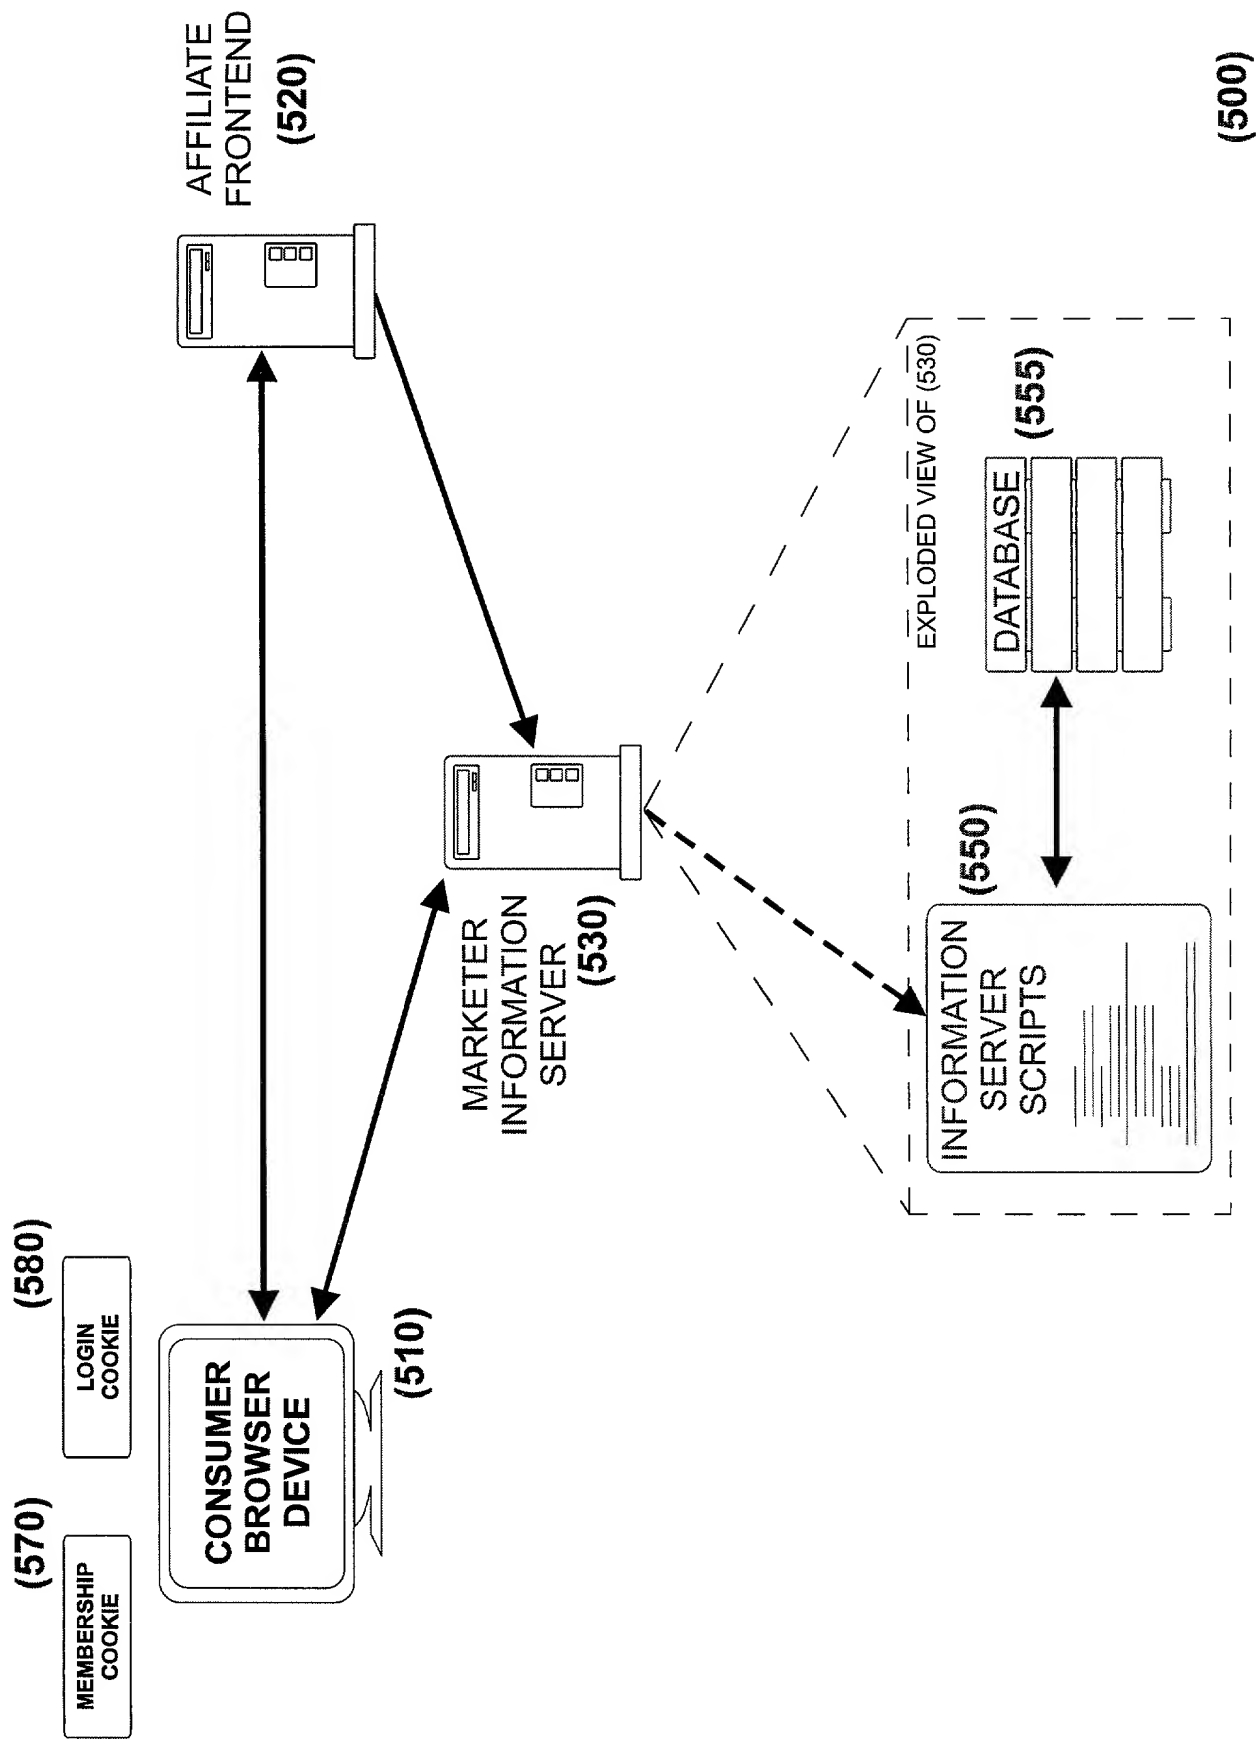 (570)
MEMBERSHIP
COOKIE
(580)
LOGIN
COOKIE
CONSUMER
BROWSER
DEVICE
(510)
AFFILIATE
FRONTEND
(520)
MARKETER
INFORMATION
SERVER
(530)
EXPLODED VIEW OF (530)
INFORMATION
SERVER
SCRIPTS
(550)
DATABASE
(555)
(500)